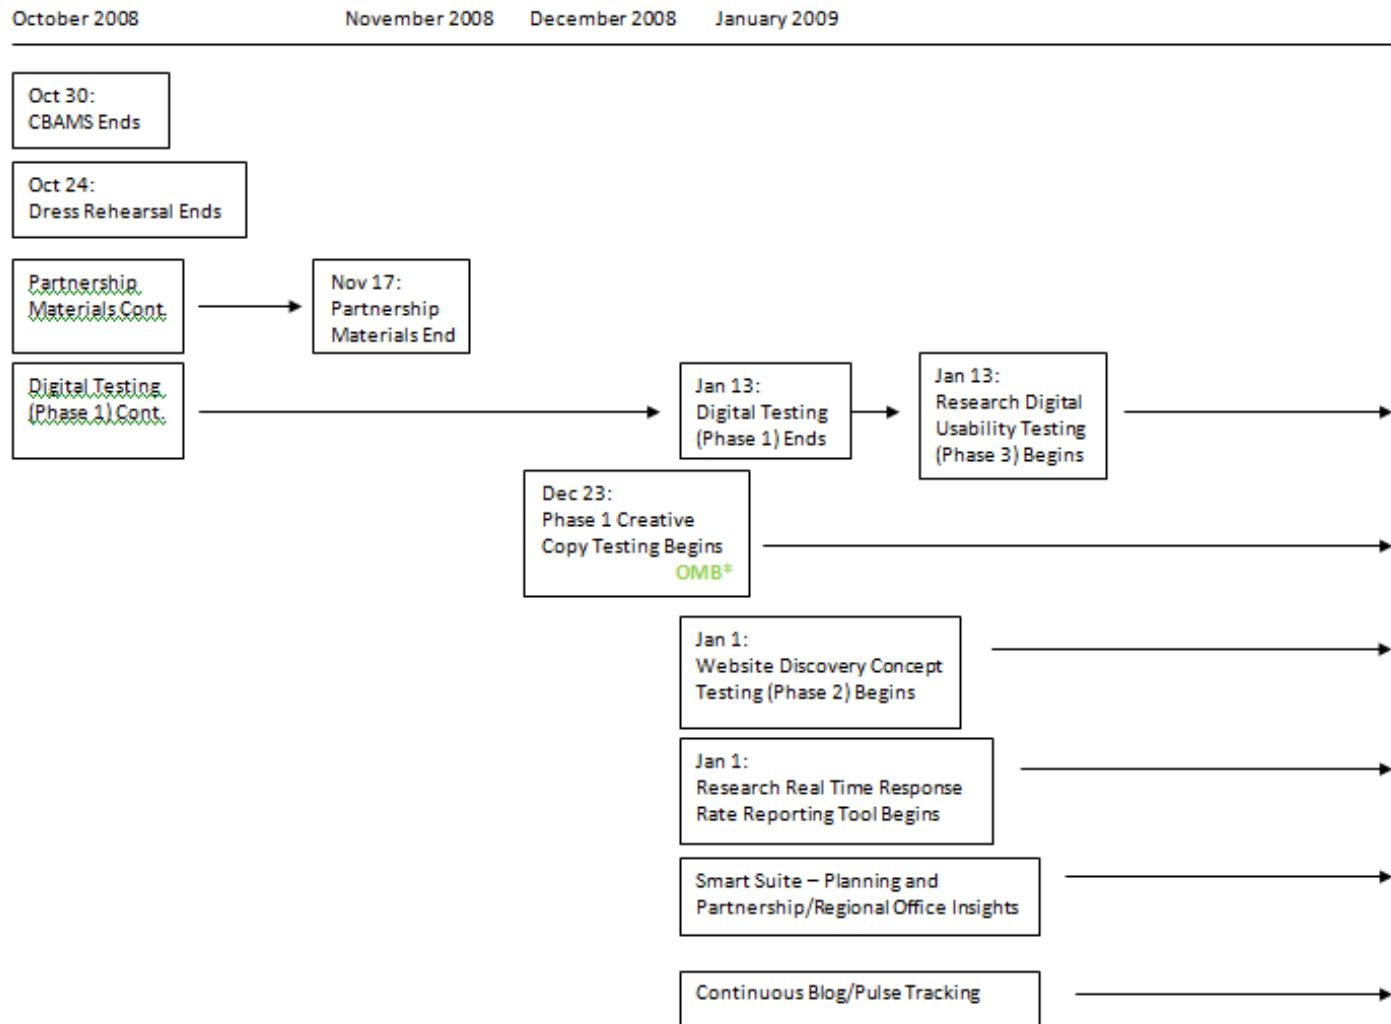 October 2008 November 2008 December 2008 January 2009
Oct 30:
CBAMS Ends
Oct 24:
Dress Rehearsal Ends
Partnership
Materials Cont.
Nov 17:
Partnership
Materials End
Digital Testing
(Phase 1) Cont.
Jan 13:
Digital Testing
(Phase 1) Ends
Jan 13:
Research Digital
Usability Testing
(Phase 3) Begins
Dec 23:
Phase 1 Creative
Copy Testing Begins
OMB*
Jan 1:
Website Discovery Concept
Testing (Phase 2) Begins
Jan 1:
Research Real Time Response
Rate Reporting Tool Begins
Smart Suite – Planning and
Partnership/Regional Office Insights
Continuous Blog/Pulse Tracking